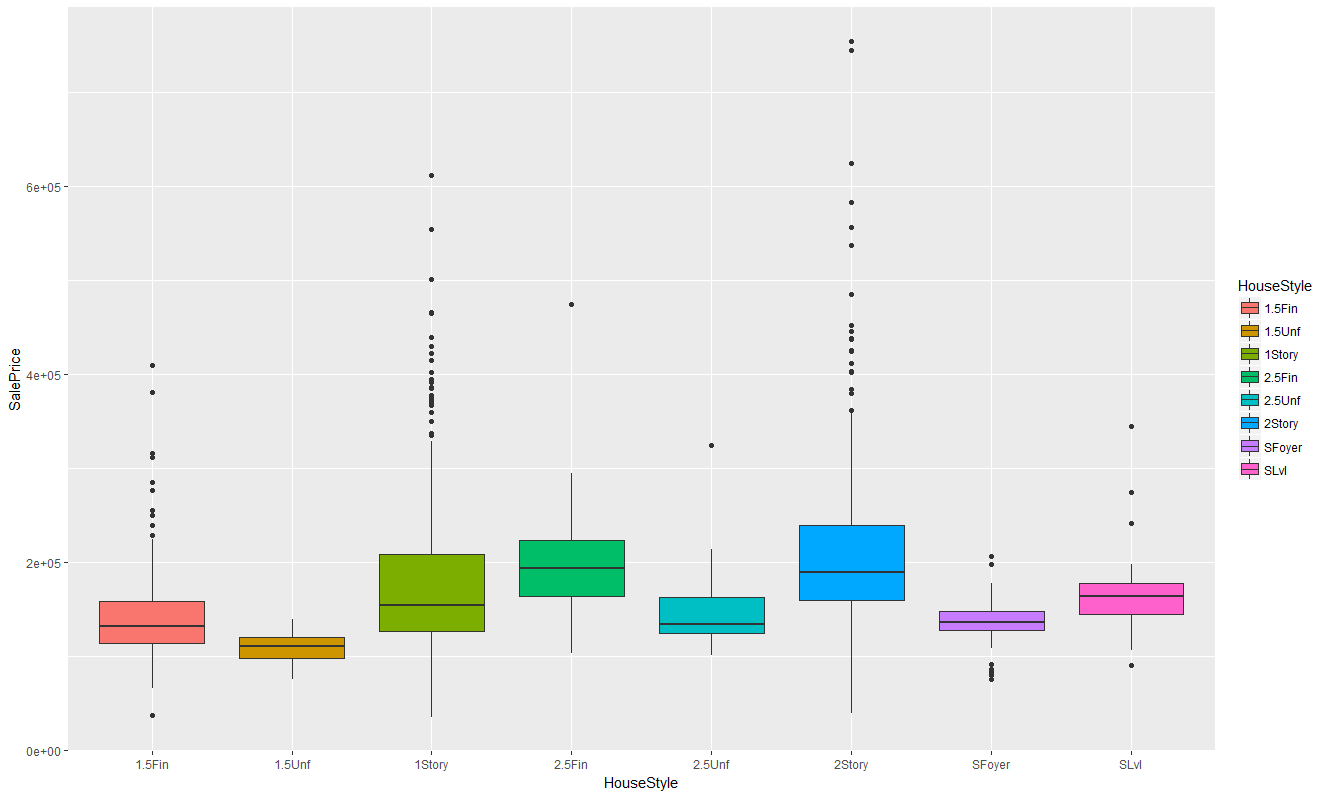 SalePrice
6e+05
4e+05
2e+05
0e+00
1.5Fin
1.5Unf
1Story
2.5Fin
2.5Unf
2Story
SFoyer
SLvl
HouseStyle
HouseStyle
1.5Fin
1.5Unf
1Story
2.5Fin
2.5Unf
2Story
SFoyer
SLvl